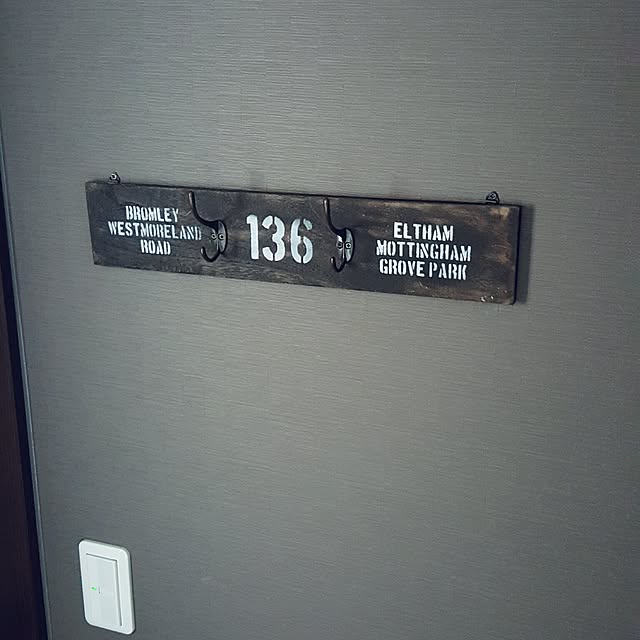 BROMLEY
WESTMORELAND
ROAD
136
ELTHAM
MOTTINGHAM
GROVE PARK